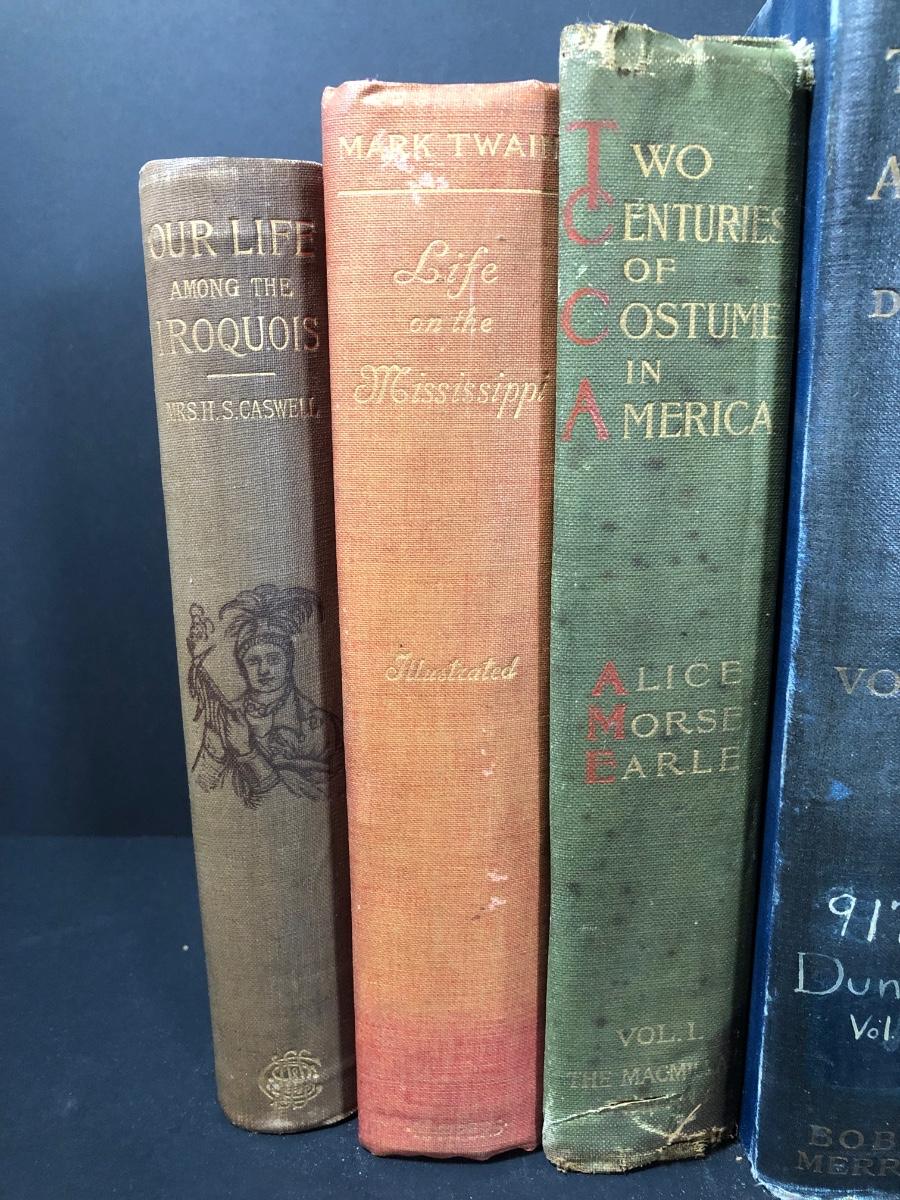 OUR LIFE
AMONG THE
IROQUOIS
MRS. H. S. CASWELL
MARK TWAIN
Life
on the
Mississippi
Illustrated
TWO
CENTURIES
OF
COSTUME
IN
AMERICA
ALICE
MORSE
EARLE
VOL. I.
THE MACMILLAN
T
A
D
VO
917
Dun
Vol.
BOB
MERR